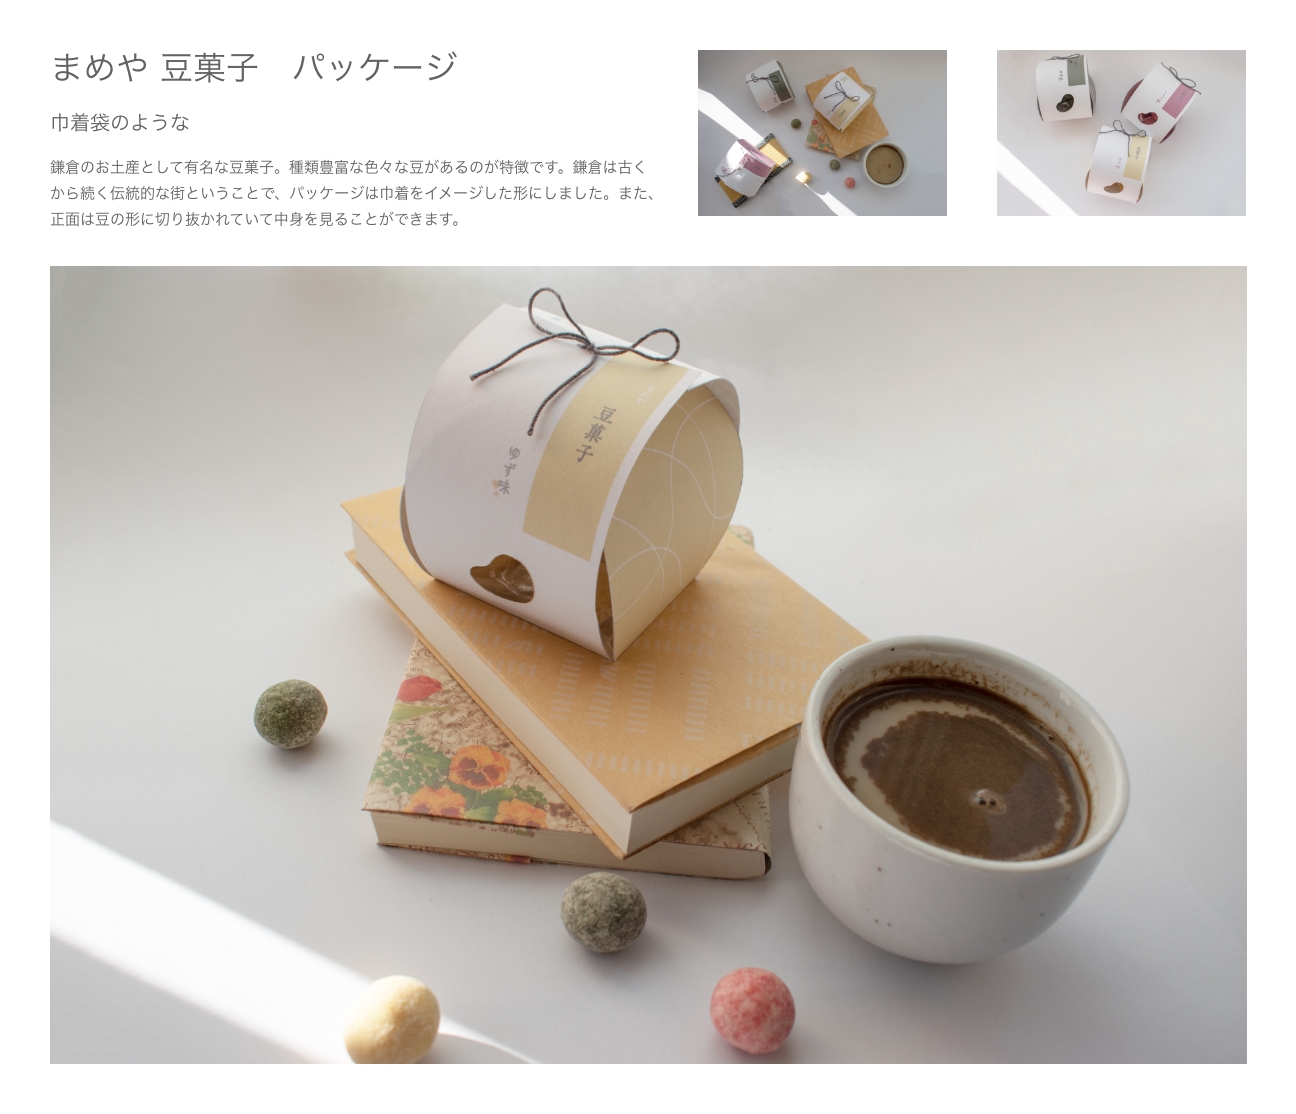 まめや 豆菓子　パッケージ
巾着袋のような
鎌倉のお土産として有名な豆菓子。種類豊富な色々な豆があるのが特徴です。鎌倉は古く
から続く伝統的な街ということで、パッケージは巾着をイメージした形にしました。また、
正面は豆の形に切り抜かれていて中身を見ることができます。
豆菓子
ゆず味